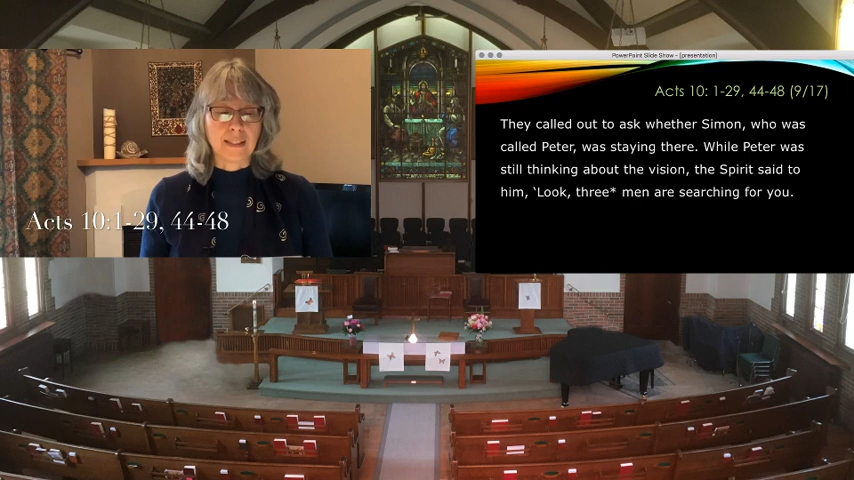 PowerPoint Slide Show - [presentation]
Acts 10: 1-29, 44-48 (9/17)
They called out to ask whether Simon, who was
called Peter, was staying there. While Peter was
still thinking about the vision, the Spirit said to
him, ‘Look, three* men are searching for you.
Acts 10:1-29, 44-48